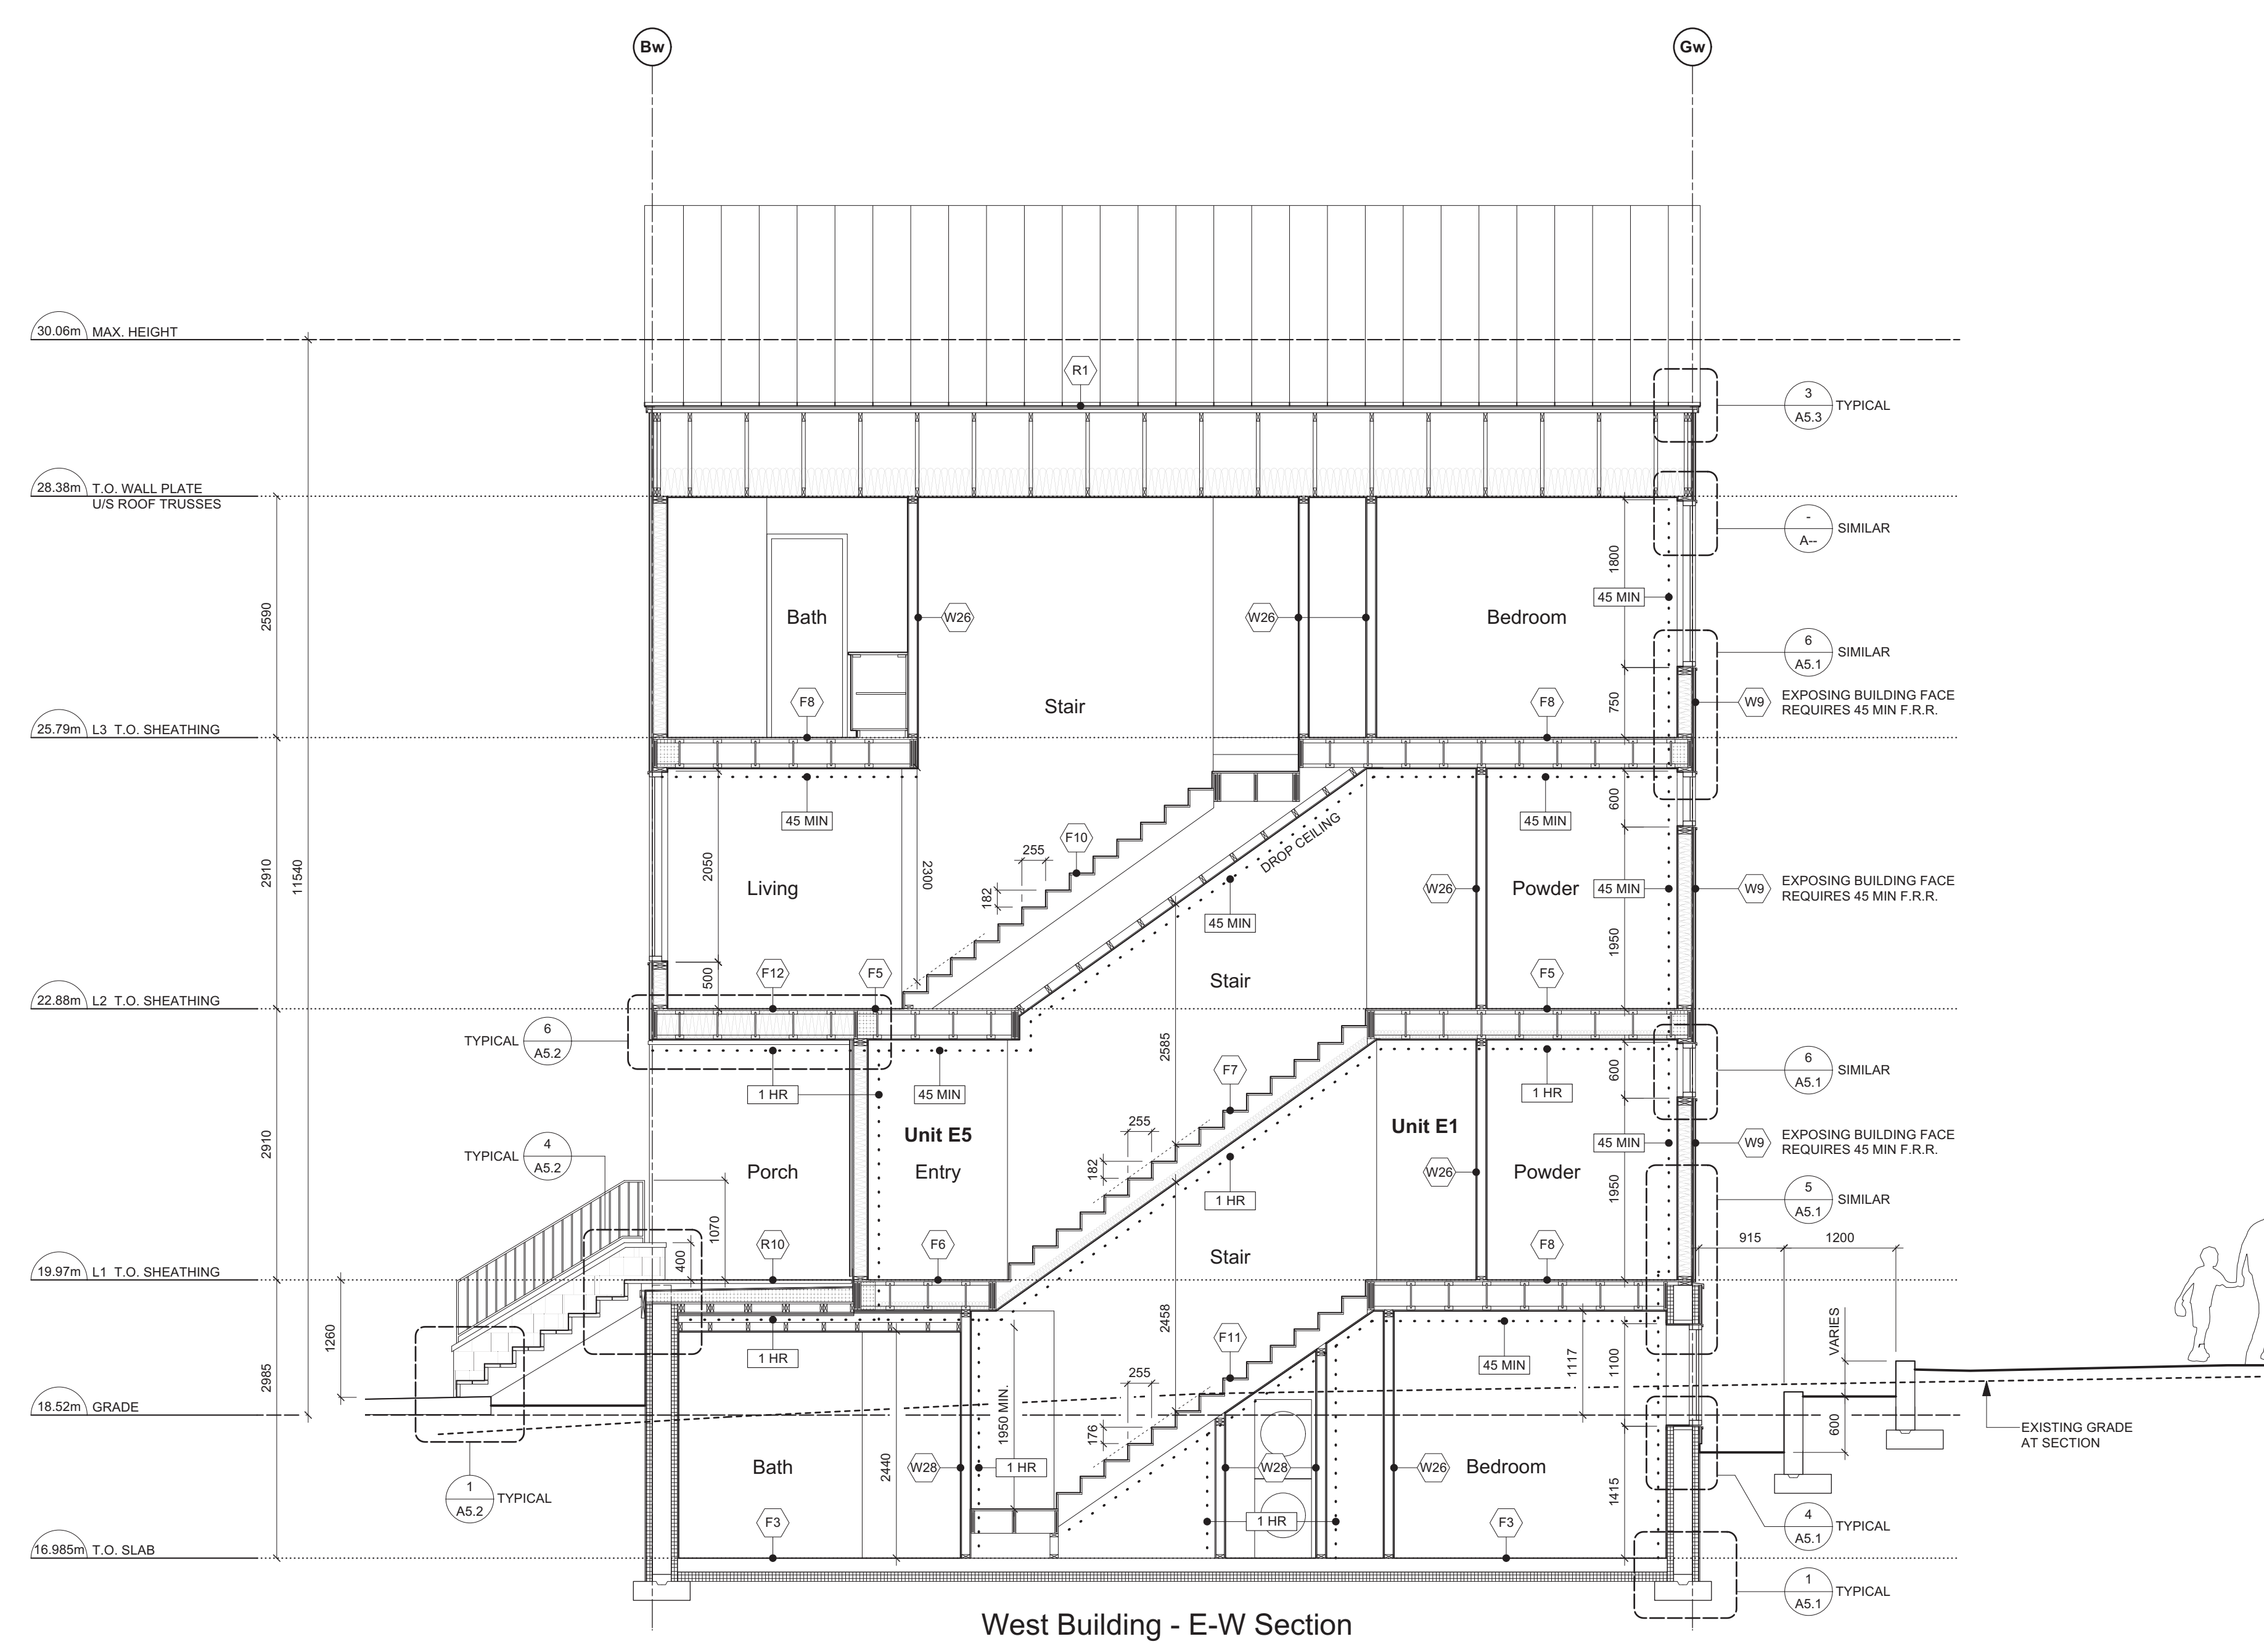 Bw
Gw
30.06m MAX. HEIGHT
R1
3
A5.3
TYPICAL
28.38m T.O. WALL PLATE
U/S ROOF TRUSSES
-
A--
SIMILAR
1800
45 MIN
2590
Bath
W26
W26
Bedroom
6
A5.1
SIMILAR
F8
Stair
F8
750
W9
EXPOSING BUILDING FACE
REQUIRES 45 MIN F.R.R.
25.79m L3 T.O. SHEATHING
45 MIN
45 MIN
600
255
F10
DROP CEILING
2910
11540
2050
Living
2300
182
45 MIN
W26
Powder
45 MIN
W9
EXPOSING BUILDING FACE
REQUIRES 45 MIN F.R.R.
1950
500
F12
F5
Stair
F5
22.88m L2 T.O. SHEATHING
TYPICAL
6
A5.2
2585
600
6
A5.1
SIMILAR
1 HR
45 MIN
F7
1 HR
255
Unit E5
Unit E1
45 MIN
W9
EXPOSING BUILDING FACE
REQUIRES 45 MIN F.R.R.
2910
TYPICAL
4
A5.2
Porch
Entry
182
1 HR
W26
Powder
1950
5
A5.1
SIMILAR
1070
400
R10
F6
Stair
F8
915
1200
19.97m L1 T.O. SHEATHING
1260
2985
2458
VARIES
1 HR
F11
45 MIN
1117
1100
255
18.52m GRADE
1950 MIN.
176
600
EXISTING GRADE
AT SECTION
Bath
2440
W28
1 HR
W28
W26
Bedroom
1415
1
A5.2
TYPICAL
F3
1 HR
F3
4
A5.1
TYPICAL
16.985m T.O. SLAB
1
A5.1
TYPICAL
West Building - E-W Section